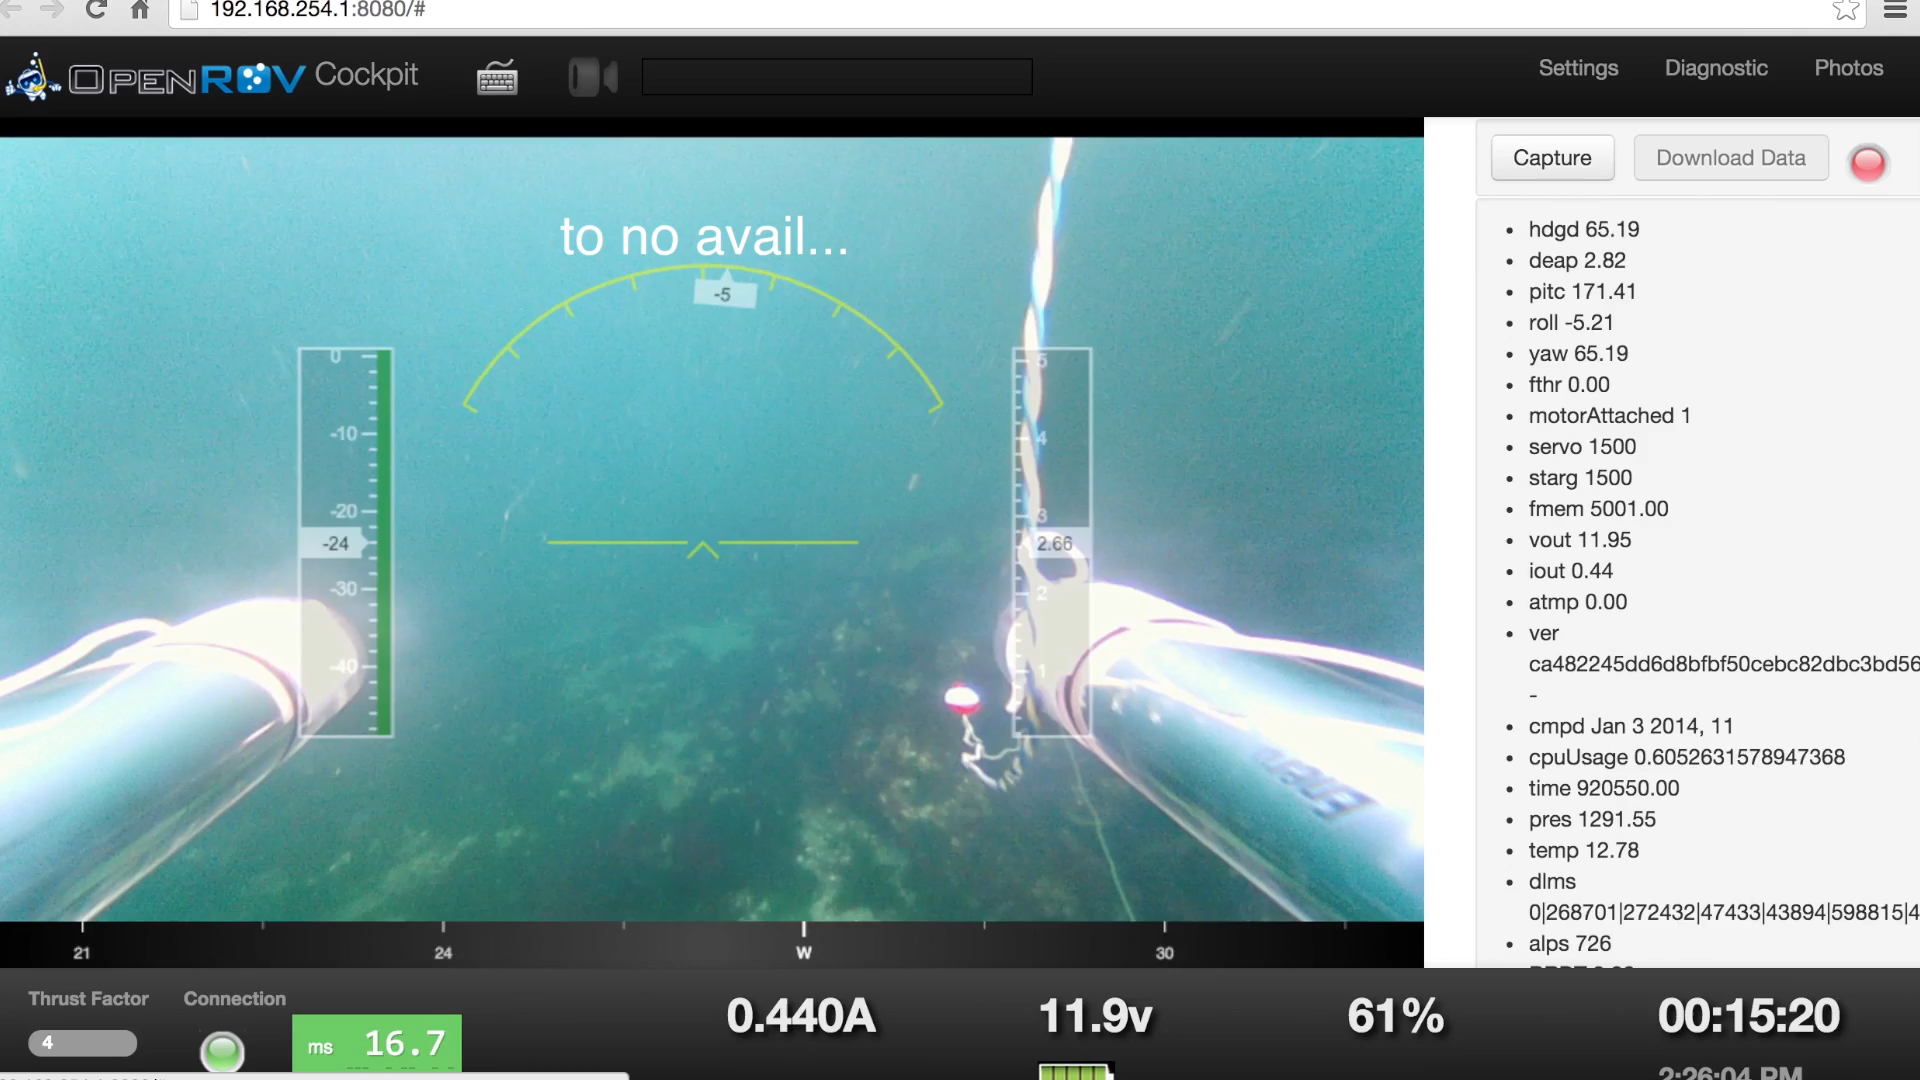 192.168.254.1:8080/#
OPENROV Cockpit
Settings Diagnostic Photos
Capture Download Data
to no avail...
-5
0
-10
-20
-24
-30
-40
5
4
3
2.66
2
1
hdgd 65.19
deap 2.82
pitc 171.41
roll -5.21
yaw 65.19
fthr 0.00
motorAttached 1
servo 1500
starg 1500
fmem 5001.00
vout 11.95
iout 0.44
atmp 0.00
ver
ca482245dd6d8bfbf50cebc82dbc3bd56
-
cmpd Jan 3 2014, 11
cpuUsage 0.6052631578947368
time 920550.00
pres 1291.55
temp 12.78
dlms
0|268701|272432|47433|43894|598815|4
alps 726
21 24 W 30
Thrust Factor Connection
4
ms 16.7
0.440A 11.9v 61% 00:15:20
2:26:04 PM